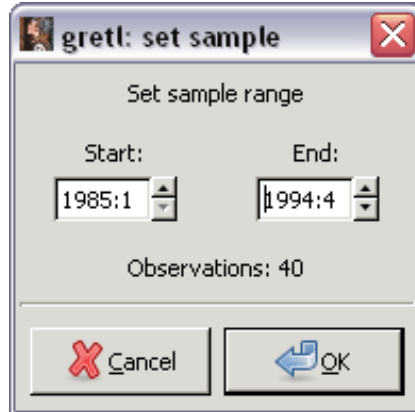 gretl: set sample
Set sample range
Start: End:
1985:1 1994:4
Observations: 40
Cancel OK